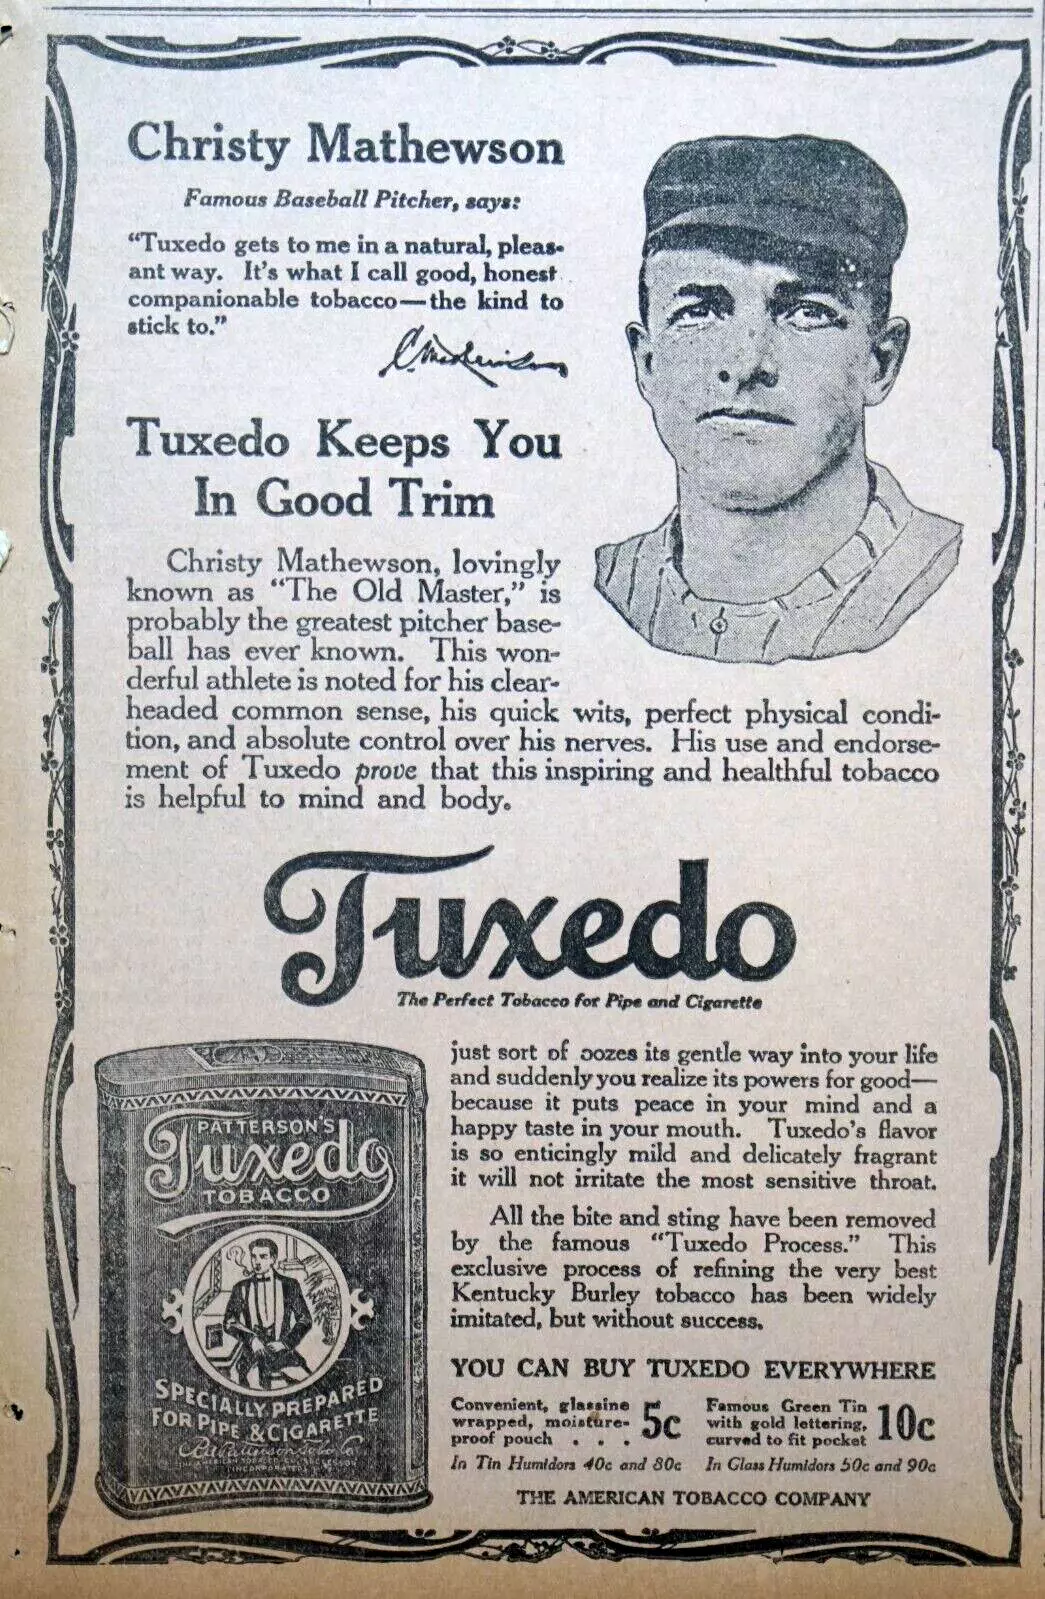 Christy Mathewson
Famous Baseball Pitcher, says:
"Tuxedo gets to me in a natural, pleas-
ant way. It's what I call good, honest
companionable tobacco—the kind to
stick to."
C. Mathewson
Tuxedo Keeps You
In Good Trim
Christy Mathewson, lovingly
known as "The Old Master," is
probably the greatest pitcher base-
ball has ever known. This won-
derful athlete is noted for his clear-
headed common sense, his quick wits, perfect physical condi-
tion, and absolute control over his nerves. His use and endorse-
ment of Tuxedo prove that this inspiring and healthful tobacco
is helpful to mind and body.
Tuxedo
The Perfect Tobacco for Pipe and Cigarette
just sort of oozes its gentle way into your life
and suddenly you realize its powers for good—
because it puts peace in your mind and a
happy taste in your mouth. Tuxedo's flavor
is so enticingly mild and delicately fragrant
it will not irritate the most sensitive throat.
All the bite and sting have been removed
by the famous "Tuxedo Process." This
exclusive process of refining the very best
Kentucky Burley tobacco has been widely
imitated, but without success.
YOU CAN BUY TUXEDO EVERYWHERE
Convenient, glassine
wrapped, moisture-
proof pouch . . .
5c
Famous Green Tin
with gold lettering,
curved to fit pocket
10c
In Tin Humidors 40c and 80c
In Glass Humidors 50c and 90c
THE AMERICAN TOBACCO COMPANY
PATTERSON'S
Tuxedo
TOBACCO
SPECIALLY PREPARED
FOR PIPE & CIGARETTE